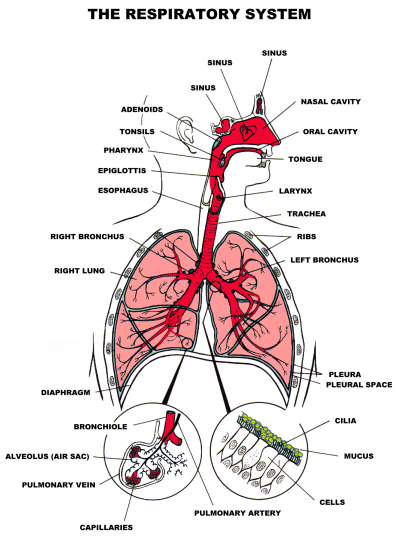 THE RESPIRATORY SYSTEM
SINUS
SINUS
SINUS
ADENOIDS
NASAL CAVITY
TONSILS
ORAL CAVITY
PHARYNX
TONGUE
EPIGLOTTIS
ESOPHAGUS
LARYNX
TRACHEA
RIGHT BRONCHUS
RIBS
RIGHT LUNG
LEFT BRONCHUS
PLEURA
PLEURAL SPACE
DIAPHRAGM
BRONCHIOLE
CILIA
ALVEOLUS (AIR SAC)
MUCUS
PULMONARY VEIN
CELLS
PULMONARY ARTERY
CAPILLARIES